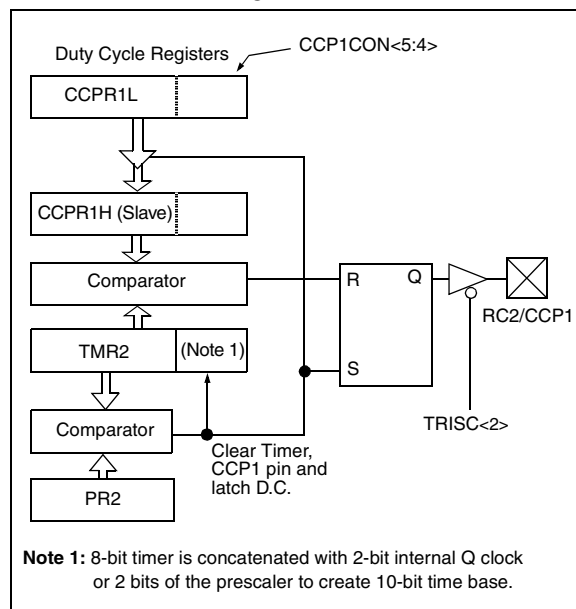 Duty Cycle Registers
CCP1CON<5:4>
CCPR1L
CCPR1H (Slave)
Comparator
R
Q
RC2/CCP1
TMR2
(Note 1)
S
TRISC<2>
Comparator
Clear Timer,
CCP1 pin and
latch D.C.
PR2
Note 1: 8-bit timer is concatenated with 2-bit internal Q clock
or 2 bits of the prescaler to create 10-bit time base.